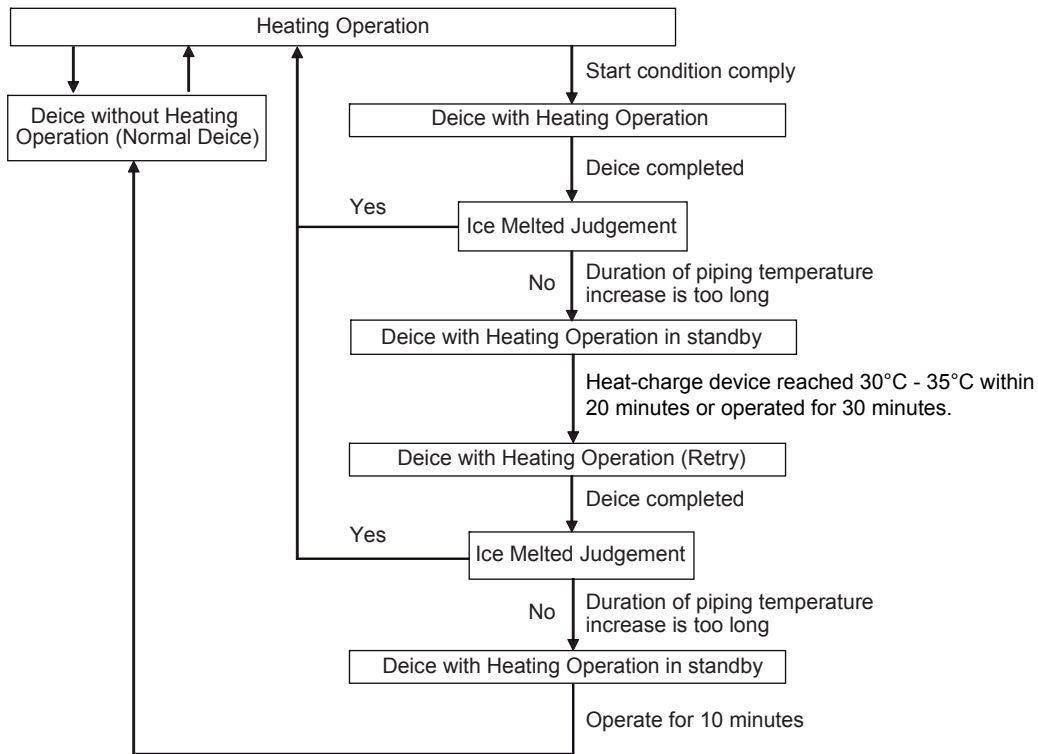 Heating Operation
Start condition comply
Deice without Heating
Operation (Normal Deice)
Deice with Heating Operation
Deice completed
Yes
Ice Melted Judgement
No
Duration of piping temperature
increase is too long
Deice with Heating Operation in standby
Heat-charge device reached 30°C - 35°C within
20 minutes or operated for 30 minutes.
Deice with Heating Operation (Retry)
Deice completed
Yes
Ice Melted Judgement
No
Duration of piping temperature
increase is too long
Deice with Heating Operation in standby
Operate for 10 minutes